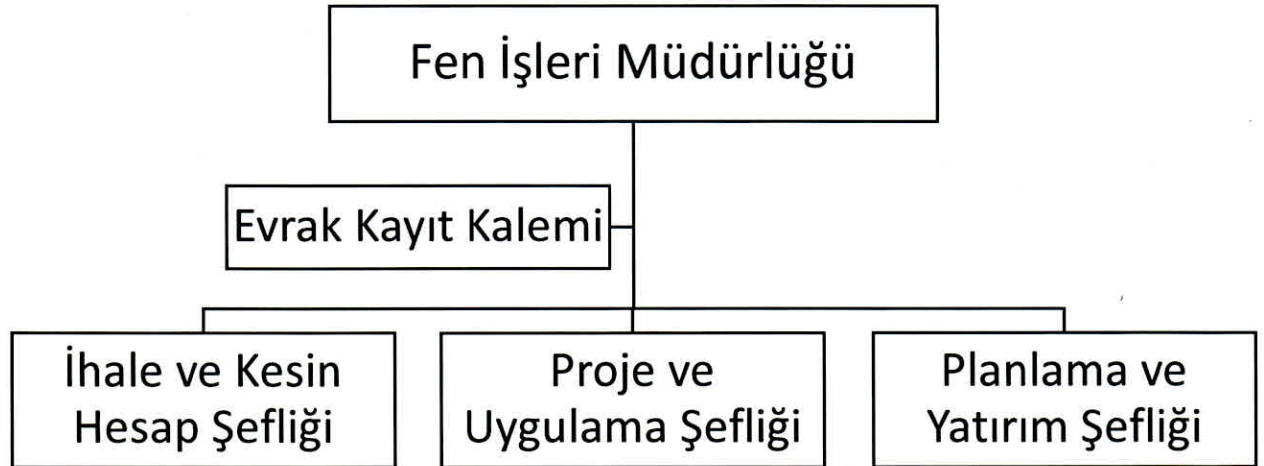 Fen İşleri Müdürlüğü
Evrak Kayıt Kalemi
İhale ve Kesin
Hesap Şefliği
Proje ve
Uygulama Şefliği
Planlama ve
Yatırım Şefliği